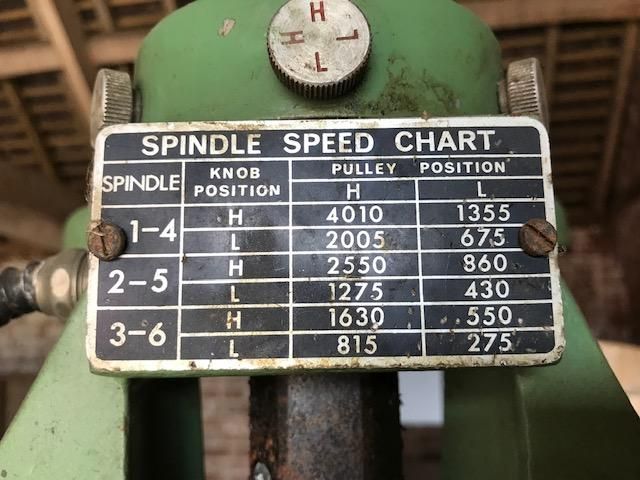 H
H L
L
SPINDLE SPEED CHART
SPINDLE KNOB POSITION PULLEY POSITION
H L
1-4 H 4010 1355
L 2005 675
2-5 H 2550 860
L 1275 430
3-6 H 1630 550
L 815 275